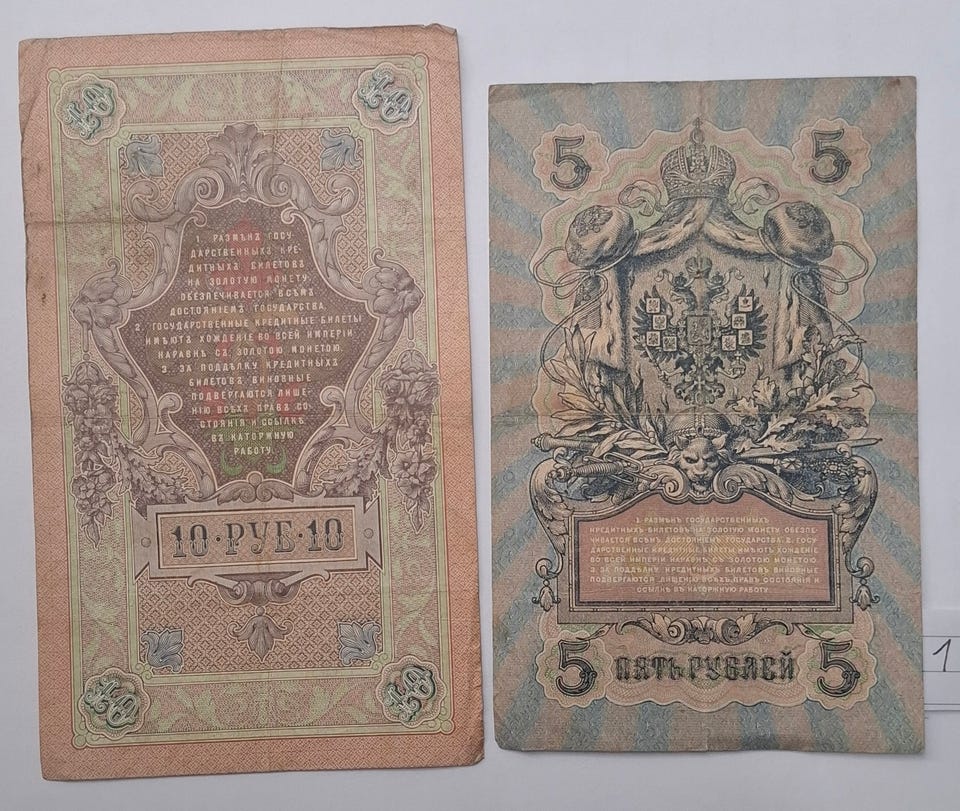 10 10
1. РАЗМѢНЪ ГОСУ-
ДАРСТВЕННЫХЪ КРЕ-
ДИТНЫХЪ БИЛЕТОВЪ
НА ЗОЛОТУЮ МОНЕТУ
ОБЕЗПЕЧИВАЕТСЯ ВСѢМЪ
ДОСТОЯНІЕМЪ ГОСУДАРСТВА.
2. ГОСУДАРСТВЕННЫЕ КРЕДИТНЫЕ БИЛЕТЫ
ИМѢЮТЪ ХОЖДЕНІЕ ВО ВСЕЙ ИМПЕРІИ
НАРАВНѢ СЪ ЗОЛОТОЮ МОНЕТОЮ.
3. ЗА ПОДДѢЛКУ КРЕДИТНЫХЪ
БИЛЕТОВЪ ВИНОВНЫЕ
ПОДВЕРГАЮТСЯ ЛИШЕ-
НІЮ ВСѢХЪ ПРАВЪ СО-
СТОЯНІЯ И ССЫЛКѢ
ВЪ КАТОРЖНУЮ
РАБОТУ.
10·РУБ·10
10 10
5 5
1. РАЗМѢНЪ ГОСУДАРСТВЕННЫХЪ
КРЕДИТНЫХЪ БИЛЕТОВЪ НА ЗОЛОТУЮ МОНЕТУ ОБЕЗПЕ-
ЧИВАЕТСЯ ВСѢМЪ ДОСТОЯНІЕМЪ ГОСУДАРСТВА. 2. ГОСУ-
ДАРСТВЕННЫЕ КРЕДИТНЫЕ БИЛЕТЫ ИМѢЮТЪ ХОЖДЕНІЕ
ВО ВСЕЙ ИМПЕРІИ НАРАВНѢ СЪ ЗОЛОТОЮ МОНЕТОЮ.
3. ЗА ПОДДѢЛКУ КРЕДИТНЫХЪ БИЛЕТОВЪ ВИНОВНЫЕ
ПОДВЕРГАЮТСЯ ЛИШЕНІЮ ВСѢХЪ ПРАВЪ СОСТОЯНІЯ И
ССЫЛКѢ ВЪ КАТОРЖНУЮ РАБОТУ.
5 ПЯТЬ РУБЛЕЙ 5
1